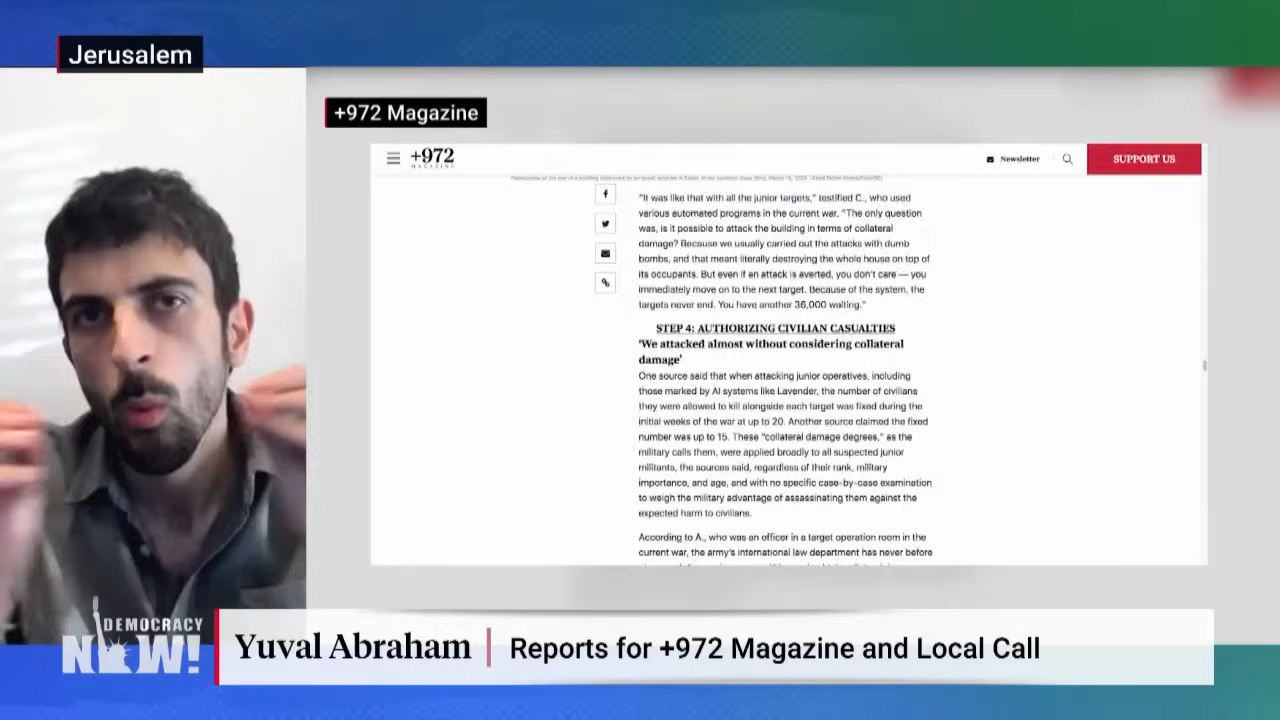 Jerusalem
+972 Magazine
+972
MAGAZINE
Newsletter
SUPPORT US
"It was like that with all the junior targets," testified C., who used
various automated programs in the current war. "The only question
was, is it possible to attack the building in terms of collateral
damage? Because we usually carried out the attacks with dumb
bombs, and that meant literally destroying the whole house on top of
its occupants. But even if an attack is averted, you don't care — you
immediately move on to the next target. Because of the system, the
targets never end. You have another 36,000 waiting."
STEP 4: AUTHORIZING CIVILIAN CASUALTIES
'We attacked almost without considering collateral
damage'
One source said that when attacking junior operatives, including
those marked by AI systems like Lavender, the number of civilians
they were allowed to kill alongside each target was fixed during the
initial weeks of the war at up to 20. Another source claimed the fixed
number was up to 15. These "collateral damage degrees," as the
military calls them, were applied broadly to all suspected junior
militants, the sources said, regardless of their rank, military
importance, and age, and with no specific case-by-case examination
to weigh the military advantage of assassinating them against the
expected harm to civilians.
According to A., who was an officer in a target operation room in the
current war, the army's international law department has never before
DEMOCRACY
NOW!
Yuval Abraham
Reports for +972 Magazine and Local Call